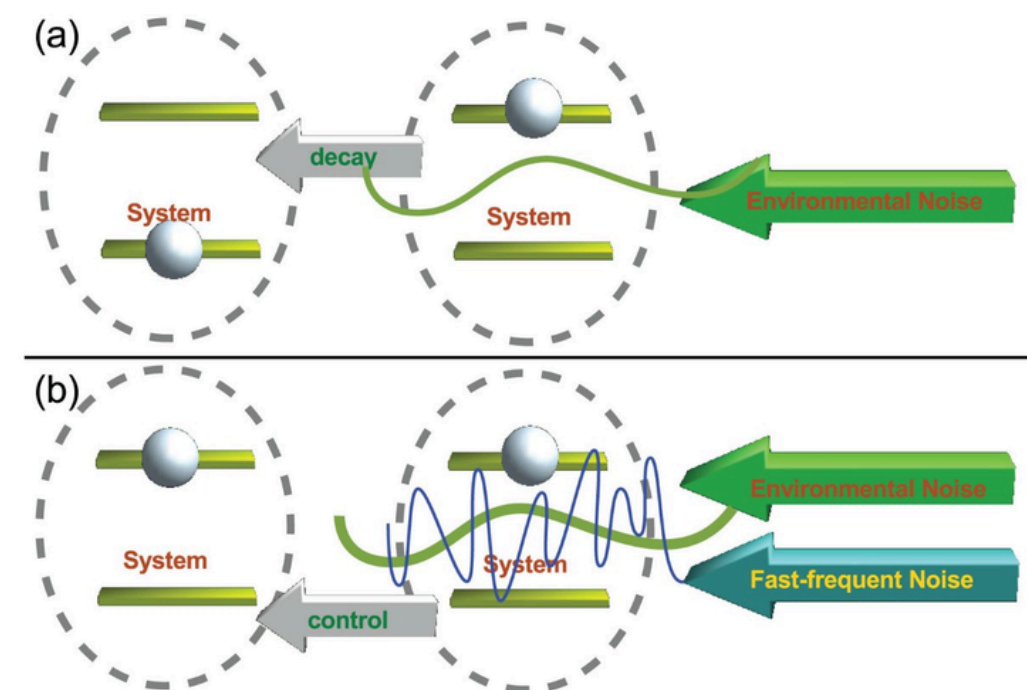 (a)
decay
System
System
Environmental Noise
(b)
Environmental Noise
System
System
Fast-frequent Noise
control